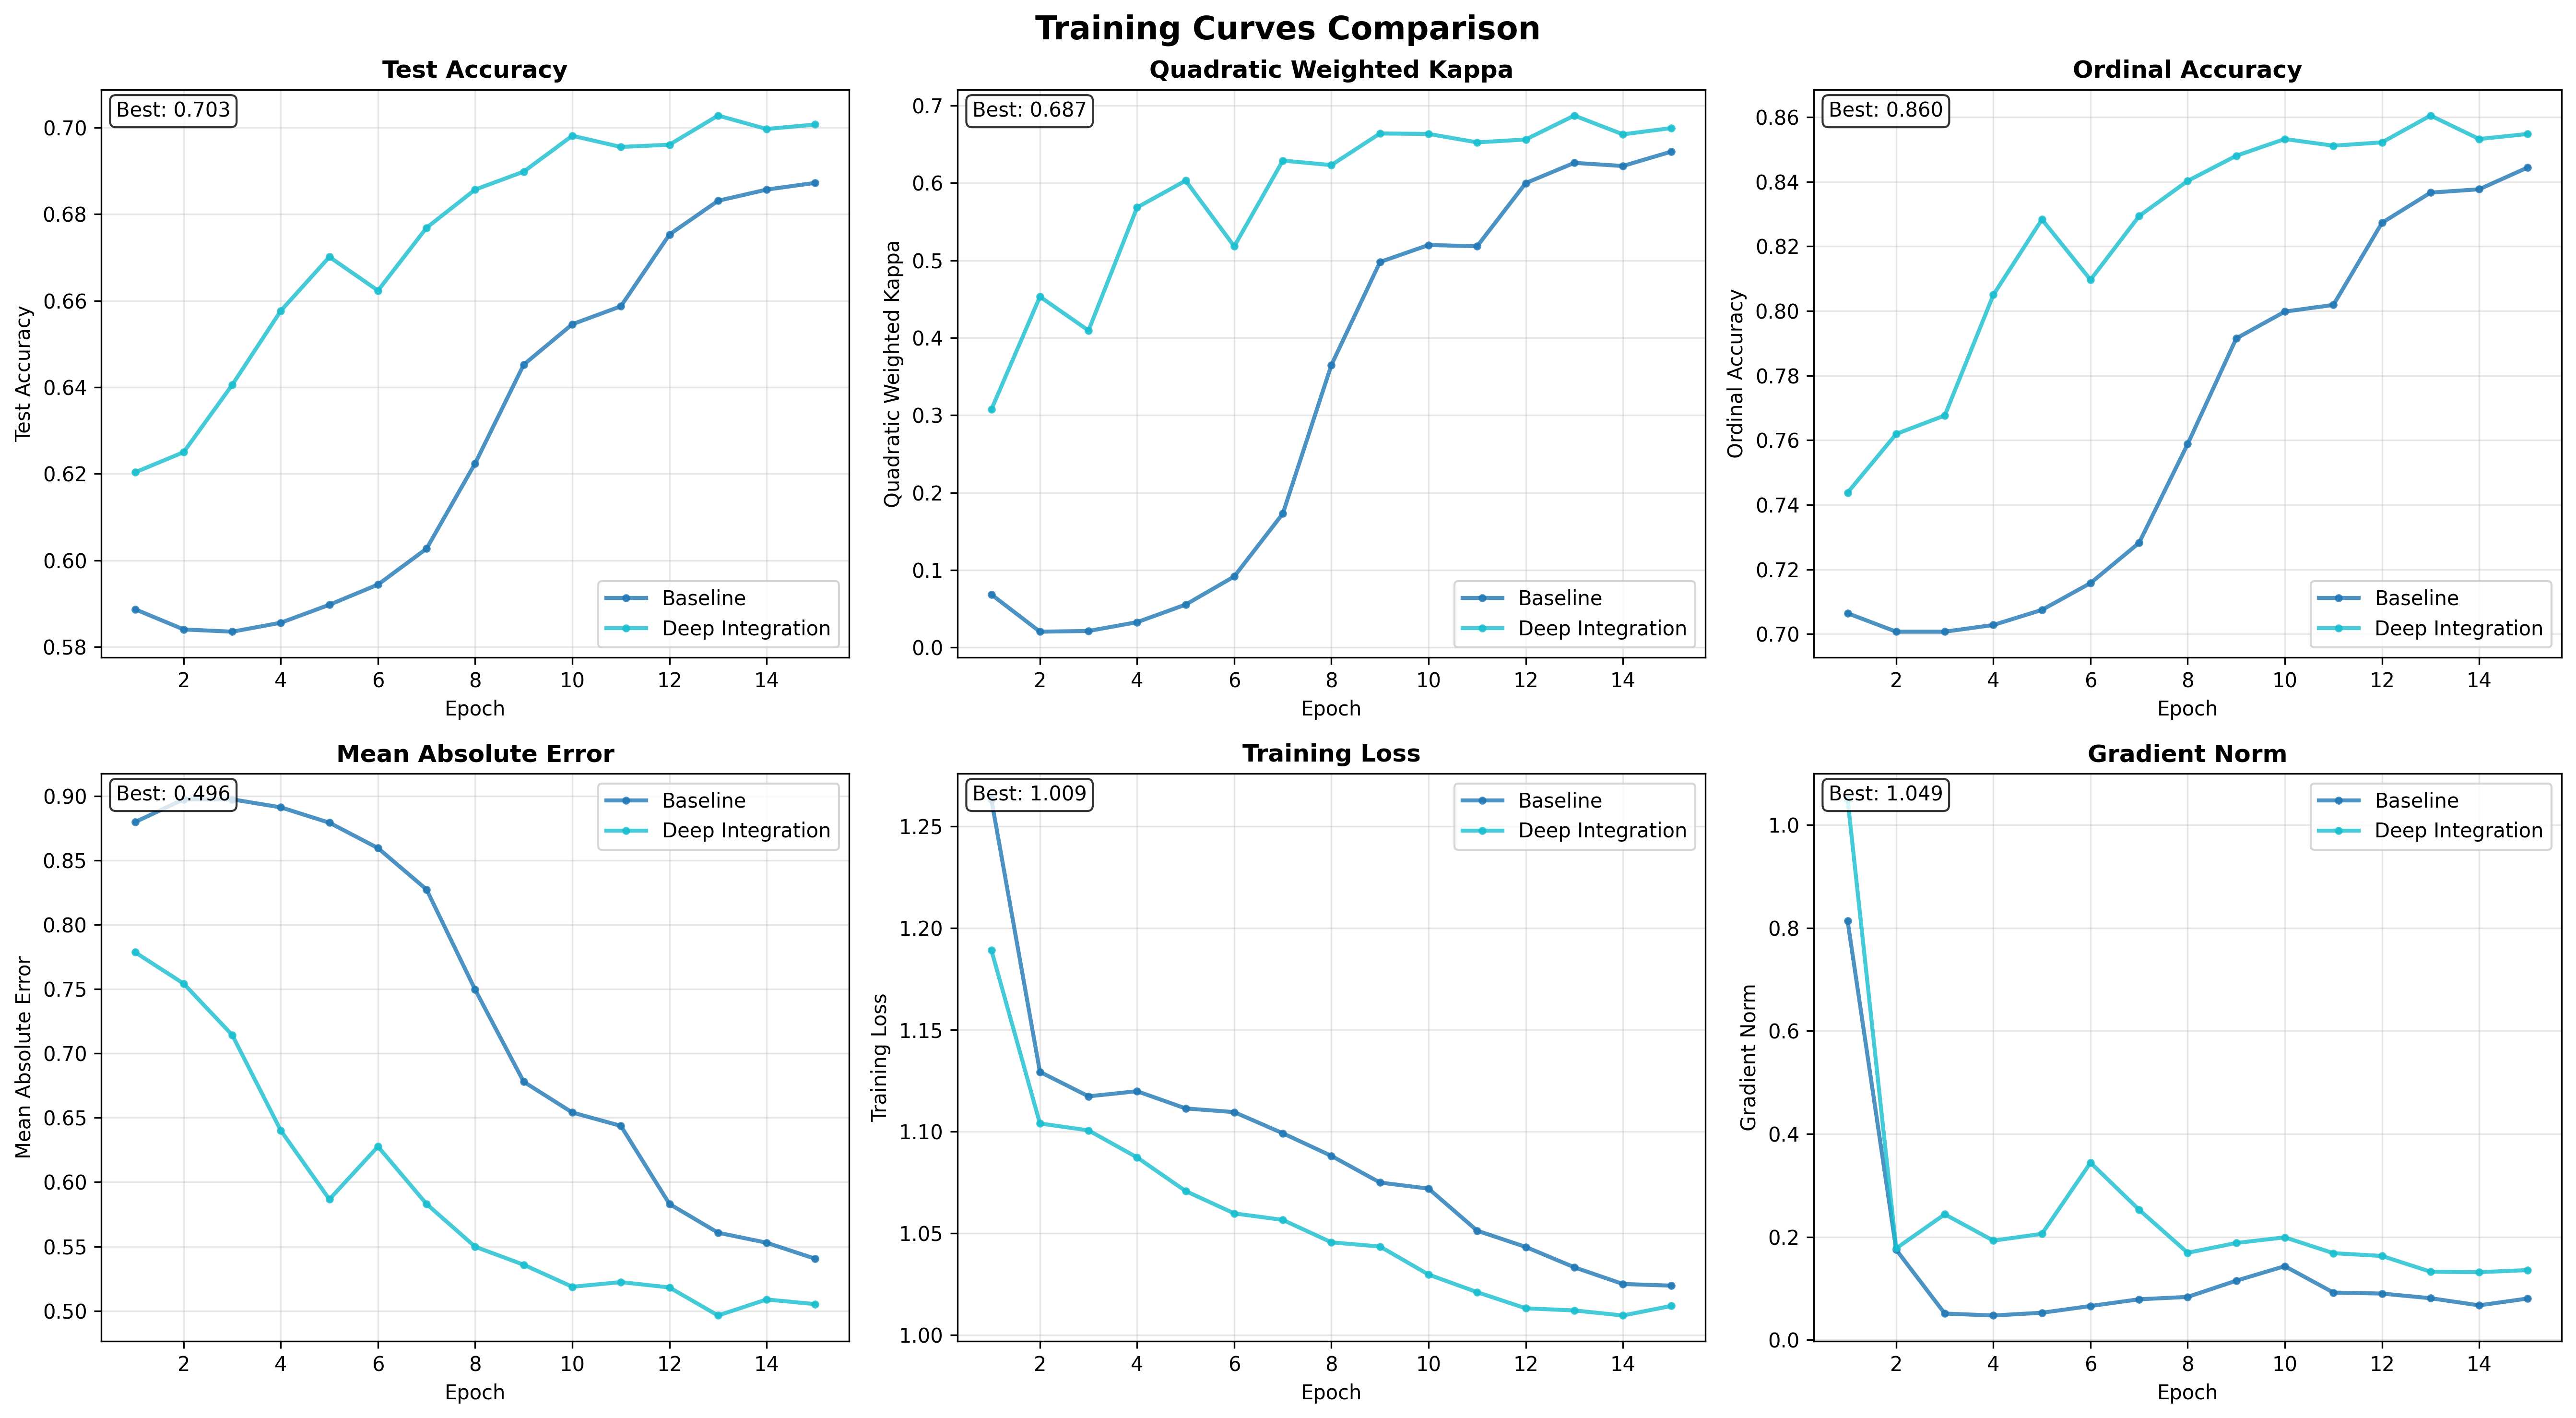 Training Curves Comparison
Test Accuracy
Best: 0.703
0.70
0.68
0.66
0.64
0.62
0.60
0.58
Test Accuracy
Baseline
Deep Integration
2 4 6 8 10 12 14
Epoch
Quadratic Weighted Kappa
Best: 0.687
0.7
0.6
0.5
0.4
0.3
0.2
0.1
0.0
Quadratic Weighted Kappa
Baseline
Deep Integration
2 4 6 8 10 12 14
Epoch
Ordinal Accuracy
Best: 0.860
0.86
0.84
0.82
0.80
0.78
0.76
0.74
0.72
0.70
Ordinal Accuracy
Baseline
Deep Integration
2 4 6 8 10 12 14
Epoch
Mean Absolute Error
Best: 0.496
0.90
0.85
0.80
0.75
0.70
0.65
0.60
0.55
0.50
Mean Absolute Error
Baseline
Deep Integration
2 4 6 8 10 12 14
Epoch
Training Loss
Best: 1.009
1.25
1.20
1.15
1.10
1.05
1.00
Training Loss
Baseline
Deep Integration
2 4 6 8 10 12 14
Epoch
Gradient Norm
Best: 1.049
1.0
0.8
0.6
0.4
0.2
0.0
Gradient Norm
Baseline
Deep Integration
2 4 6 8 10 12 14
Epoch